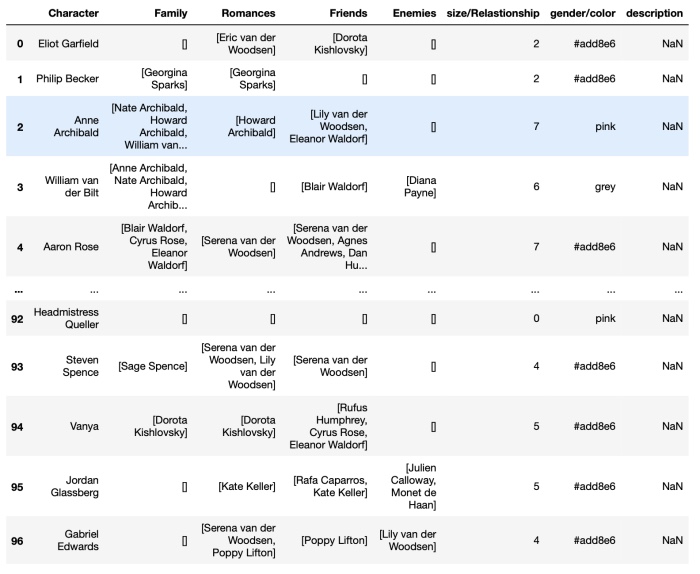 Character Family Romances Friends Enemies size/Relastionship gender/color description
0 Eliot Garfield [] [Eric van der Woodsen] [Dorota Kishlovsky] [] 2 #add8e6 NaN
1 Philip Becker [Georgina Sparks] [Georgina Sparks] [] [] 2 #add8e6 NaN
2 Anne Archibald [Nate Archibald, Howard Archibald, William van... [Howard Archibald] [Lily van der Woodsen, Eleanor Waldorf] [] 7 pink NaN
3 William van der Bilt [Anne Archibald, Nate Archibald, Howard Archib... [] [Blair Waldorf] [Diana Payne] 6 grey NaN
4 Aaron Rose [Blair Waldorf, Cyrus Rose, Eleanor Waldorf] [Serena van der Woodsen] [Serena van der Woodsen, Agnes Andrews, Dan Hu... [] 7 #add8e6 NaN
... ... ... ... ... ... ... ... ...
92 Headmistress Queller [] [] [] [] 0 pink NaN
93 Steven Spence [Sage Spence] [Serena van der Woodsen, Lily van der Woodsen] [Serena van der Woodsen] [] 4 #add8e6 NaN
94 Vanya [Dorota Kishlovsky] [Dorota Kishlovsky] [Rufus Humphrey, Cyrus Rose, Eleanor Waldorf] [] 5 #add8e6 NaN
95 Jordan Glassberg [] [Kate Keller] [Rafa Caparros, Kate Keller] [Julien Calloway, Monet de Haan] 5 #add8e6 NaN
96 Gabriel Edwards [] [Serena van der Woodsen, Poppy Lifton] [Poppy Lifton] [Lily van der Woodsen] 4 #add8e6 NaN